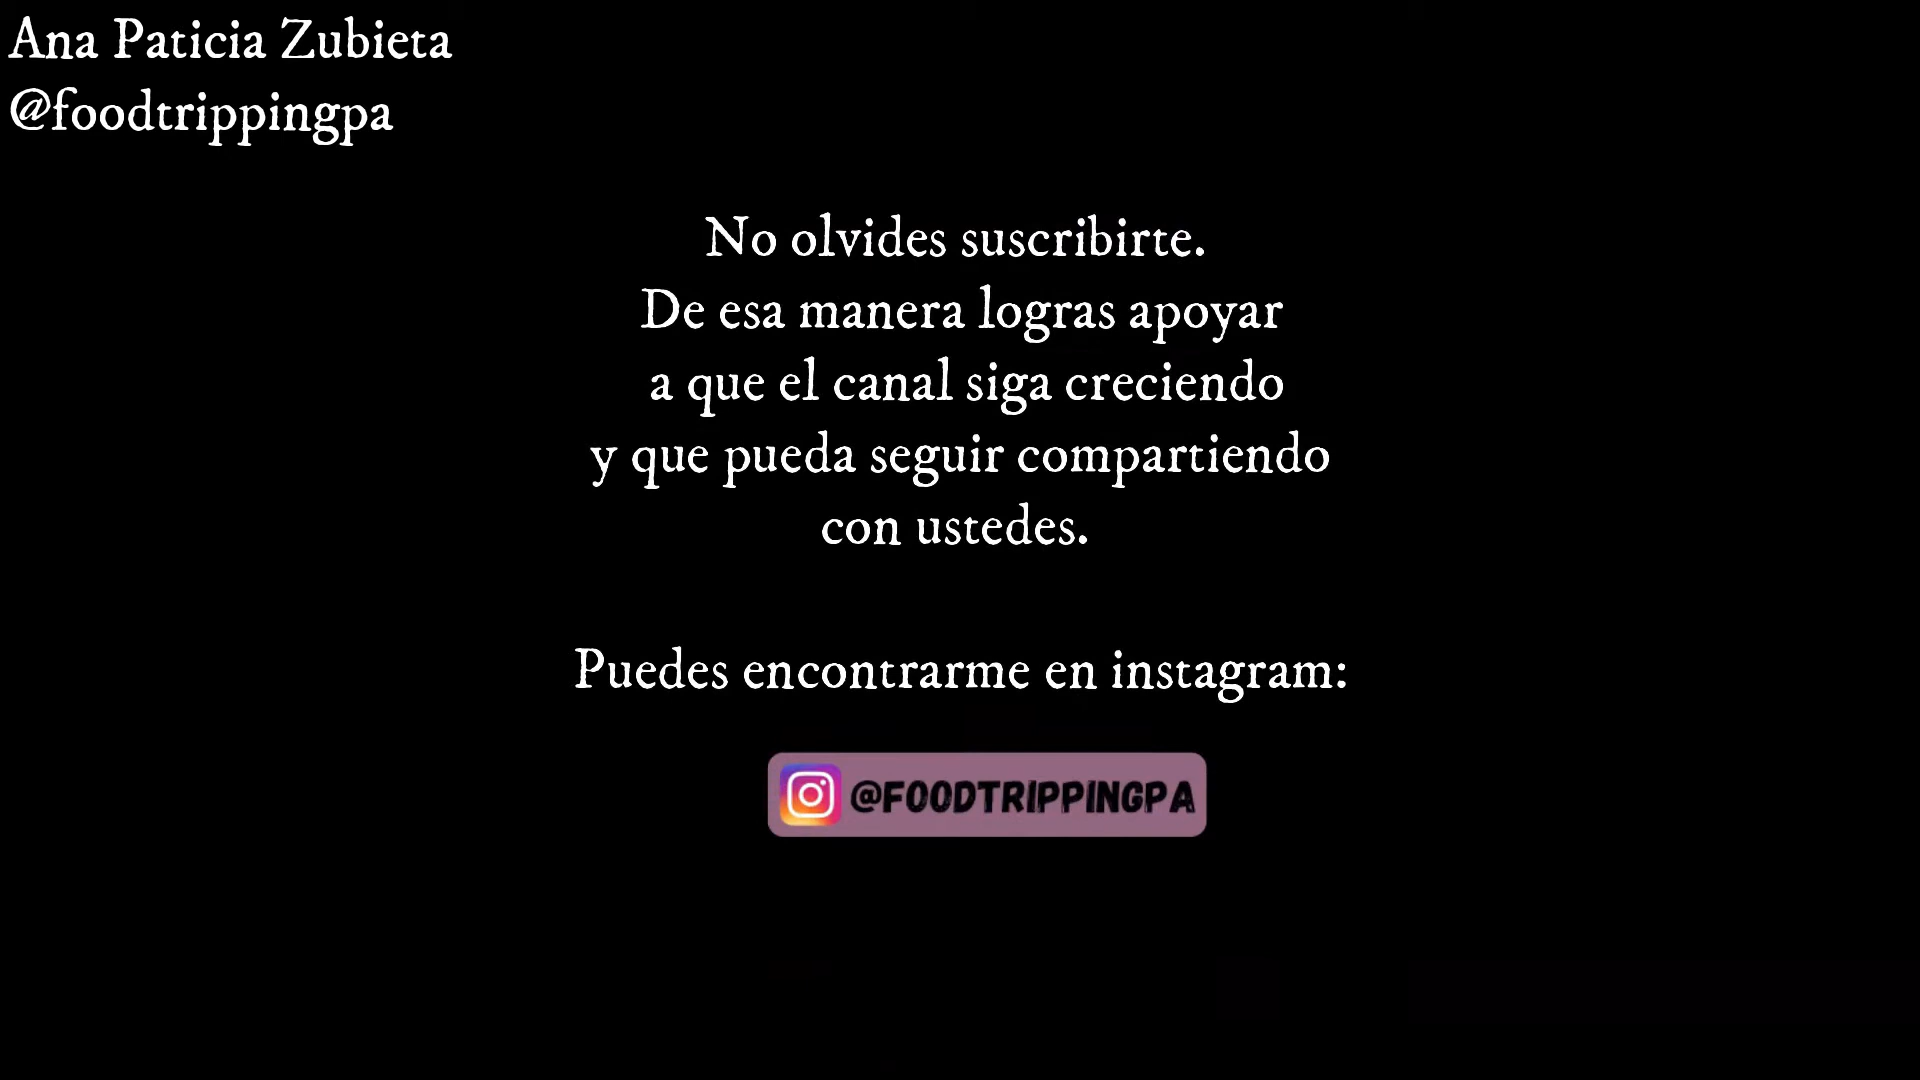 Ana Paticia Zubieta
@foodtrippingpa
No olvides suscribirte.
De esa manera logras apoyar
a que el canal siga creciendo
y que pueda seguir compartiendo
con ustedes.
Puedes encontrarme en instagram:
@FOODTRIPPINGPA